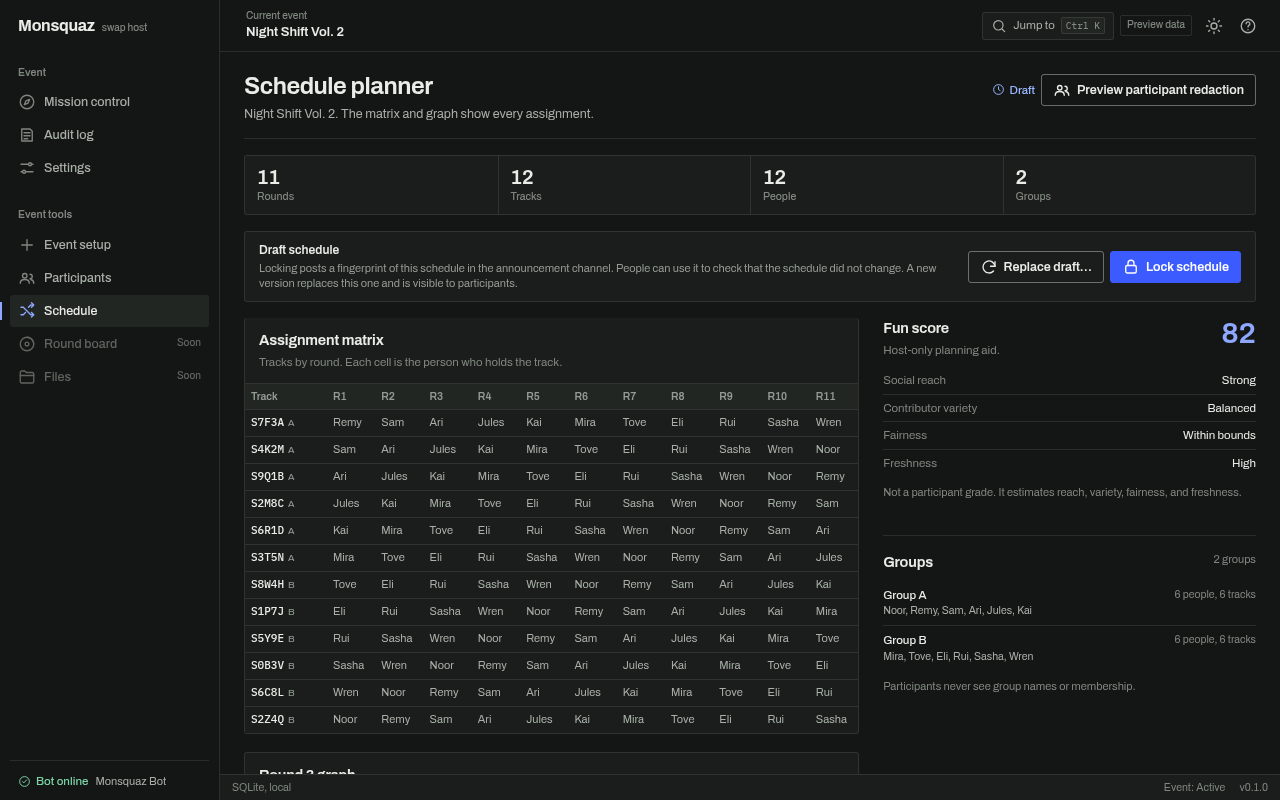 Monsquaz swap host
Event
Mission control
Audit log
Settings
Event tools
Event setup
Participants
Schedule
Round board Soon
Files Soon
Bot online Monsquaz Bot
Current event
Night Shift Vol. 2
Jump to Ctrl K
Preview data
Schedule planner
Night Shift Vol. 2. The matrix and graph show every assignment.
Draft
Preview participant redaction
11 12 12 2
Rounds Tracks People Groups
Draft schedule
Locking posts a fingerprint of this schedule in the announcement channel. People can use it to check that the schedule did not change. A new
version replaces this one and is visible to participants.
Replace draft...
Lock schedule
Assignment matrix
Tracks by round. Each cell is the person who holds the track.
Track R1 R2 R3 R4 R5 R6 R7 R8 R9 R10 R11
S7F3A A Remy Sam Ari Jules Kai Mira Tove Eli Rui Sasha Wren
S4K2M A Sam Ari Jules Kai Mira Tove Eli Rui Sasha Wren Noor
S9Q1B A Ari Jules Kai Mira Tove Eli Rui Sasha Wren Noor Remy
S2M8C A Jules Kai Mira Tove Eli Rui Sasha Wren Noor Remy Sam
S6R1D A Kai Mira Tove Eli Rui Sasha Wren Noor Remy Sam Ari
S3T5N A Mira Tove Eli Rui Sasha Wren Noor Remy Sam Ari Jules
S8W4H B Tove Eli Rui Sasha Wren Noor Remy Sam Ari Jules Kai
S1P7J B Eli Rui Sasha Wren Noor Remy Sam Ari Jules Kai Mira
S5Y9E B Rui Sasha Wren Noor Remy Sam Ari Jules Kai Mira Tove
S0B3V B Sasha Wren Noor Remy Sam Ari Jules Kai Mira Tove Eli
S6C8L B Wren Noor Remy Sam Ari Jules Kai Mira Tove Eli Rui
S2Z4Q B Noor Remy Sam Ari Jules Kai Mira Tove Eli Rui Sasha
Fun score 82
Host-only planning aid.
Social reach Strong
Contributor variety Balanced
Fairness Within bounds
Freshness High
Not a participant grade. It estimates reach, variety, fairness, and freshness.
Groups 2 groups
Group A 6 people, 6 tracks
Noor, Remy, Sam, Ari, Jules, Kai
Group B 6 people, 6 tracks
Mira, Tove, Eli, Rui, Sasha, Wren
Participants never see group names or membership.
SQLite, local
Event: Active v0.1.0